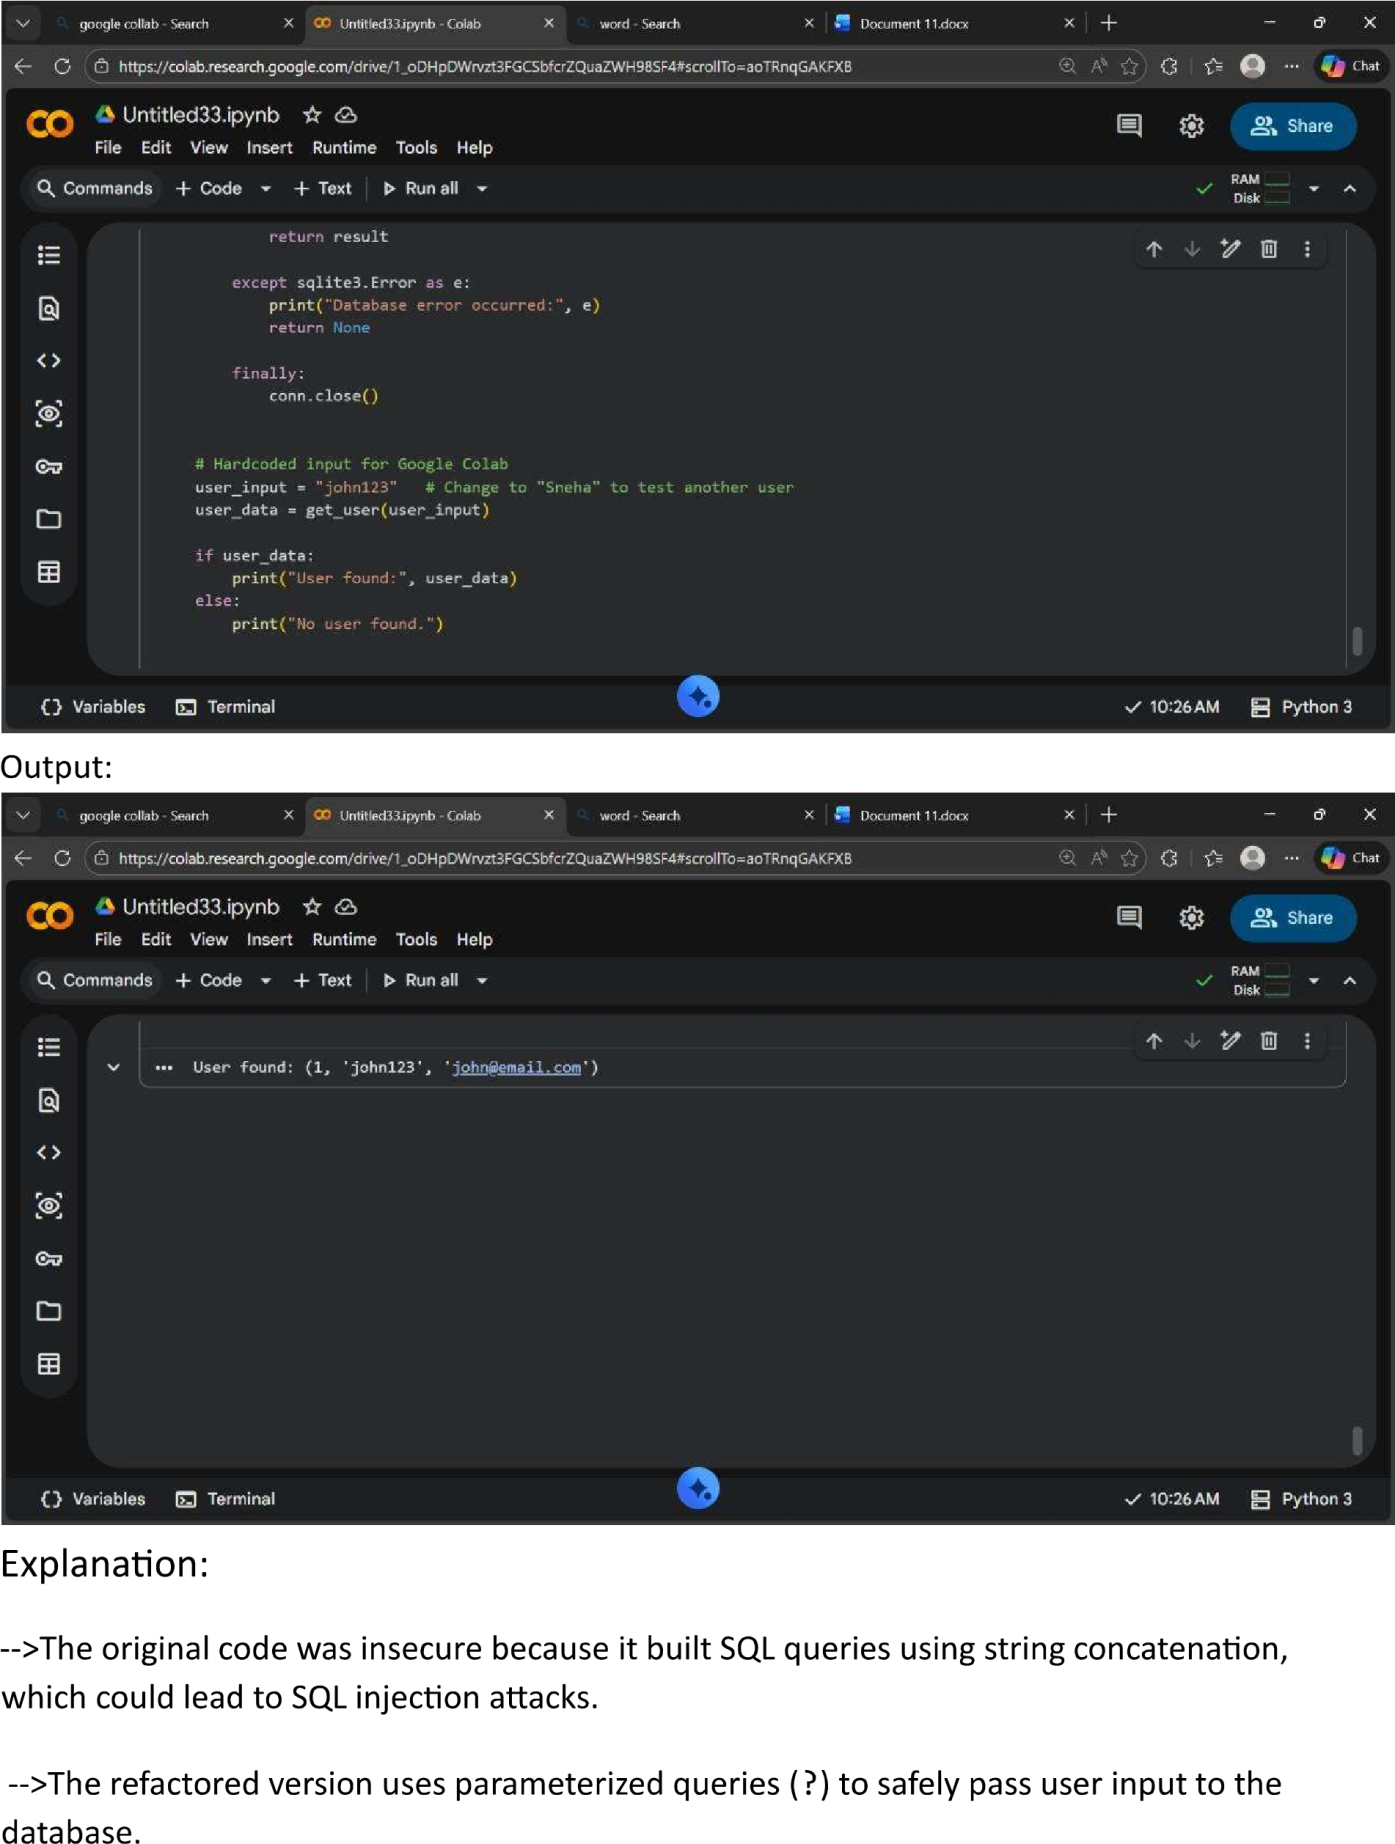 google collab - Search
Untitled33.ipynb - Colab
word - Search
Document 11.docx
https://colab.research.google.com/drive/1_oDHpDWrvzt3FGCSbfcrZQuaZWH98SF4#scrollTo=aoTRnqGAKFXB
Chat
Untitled33.ipynb
Share
File Edit View Insert Runtime Tools Help
Commands + Code + Text Run all
RAM
Disk
return result
except sqlite3.Error as e:
print("Database error occurred:", e)
return None
finally:
conn.close()
# Hardcoded input for Google Colab
user_input = "john123" # Change to "Sneha" to test another user
user_data = get_user(user_input)
if user_data:
print("User found:", user_data)
else:
print("No user found.")
{} Variables Terminal
10:26 AM Python 3
Output:
google collab - Search
Untitled33.ipynb - Colab
word - Search
Document 11.docx
https://colab.research.google.com/drive/1_oDHpDWrvzt3FGCSbfcrZQuaZWH98SF4#scrollTo=aoTRnqGAKFXB
Chat
Untitled33.ipynb
Share
File Edit View Insert Runtime Tools Help
Commands + Code + Text Run all
RAM
Disk
User found: (1, 'john123', 'john@email.com')
{} Variables Terminal
10:26 AM Python 3
Explanation:
-->The original code was insecure because it built SQL queries using string concatenation,
which could lead to SQL injection attacks.
-->The refactored version uses parameterized queries (?) to safely pass user input to the
database.